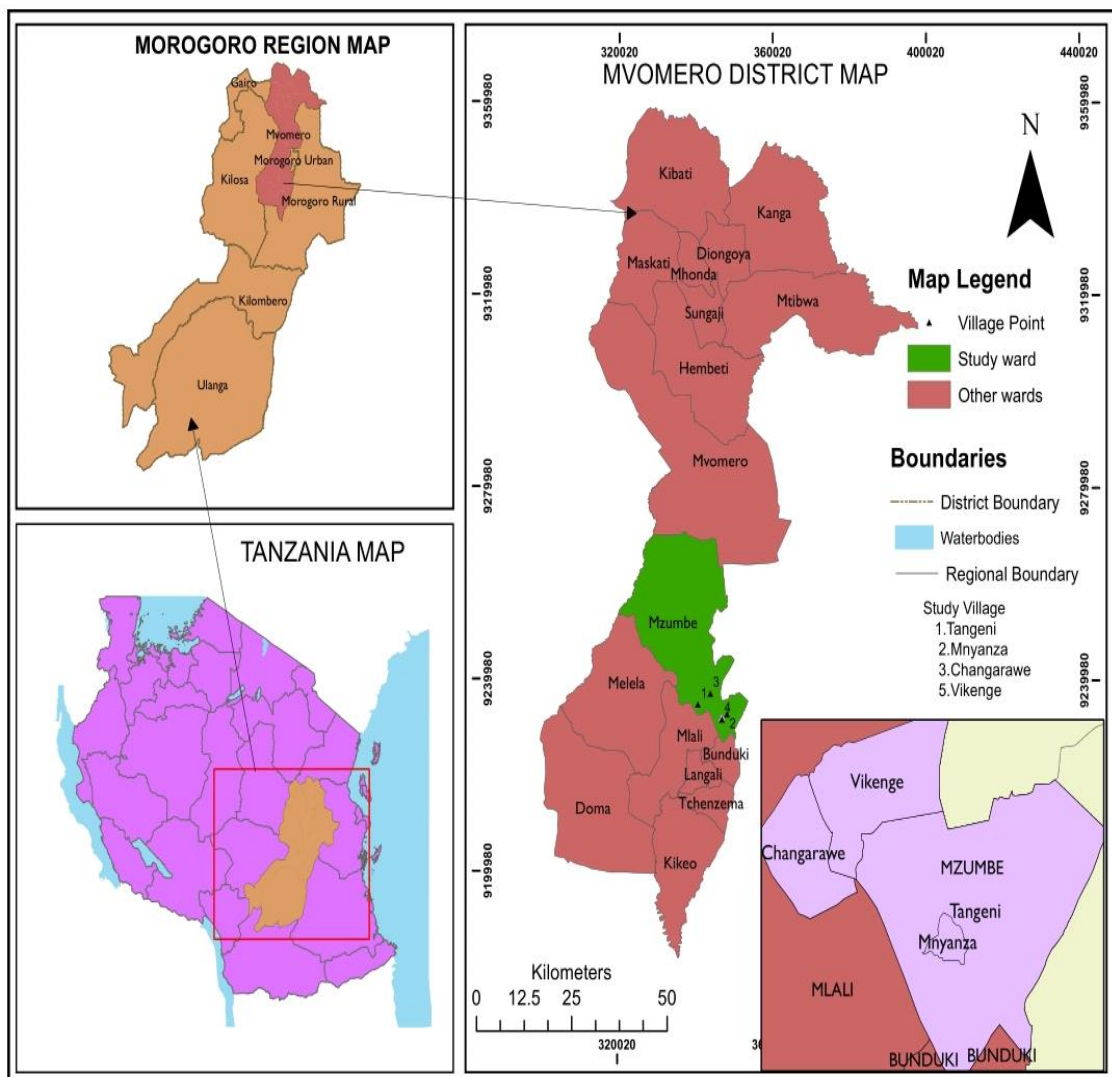 MOROGORO REGION MAP
Gairo
Mvomero
Morogoro Urban
Kilosa
Morogoro Rural
Kilombero
Ulanga
TANZANIA MAP
320020
360020
400020
440020
MVOMERO DISTRICT MAP
9359980
9319980
9279980
9239980
9199980
9359980
9319980
9279980
9239980
Kibati
Kanga
Maskati
Diongoya
Mhonda
Mtibwa
Sungaji
Hembeti
Mvomero
Mzumbe
Melela
3
1
4
2
Mlali
Bunduki
Langali
Tchenzema
Doma
Kikeo
N
Map Legend
Village Point
Study ward
Other wards
Boundaries
District Boundary
Waterbodies
Regional Boundary
Study Village
1.Tangeni
2.Mnyanza
3.Changarawe
5.Vikenge
Kilometers
0 12.5 25 50
320020
Vikenge
Changarawe
MZUMBE
Tangeni
Mnyanza
MLALI
BUNDUKI
BUNDUKI